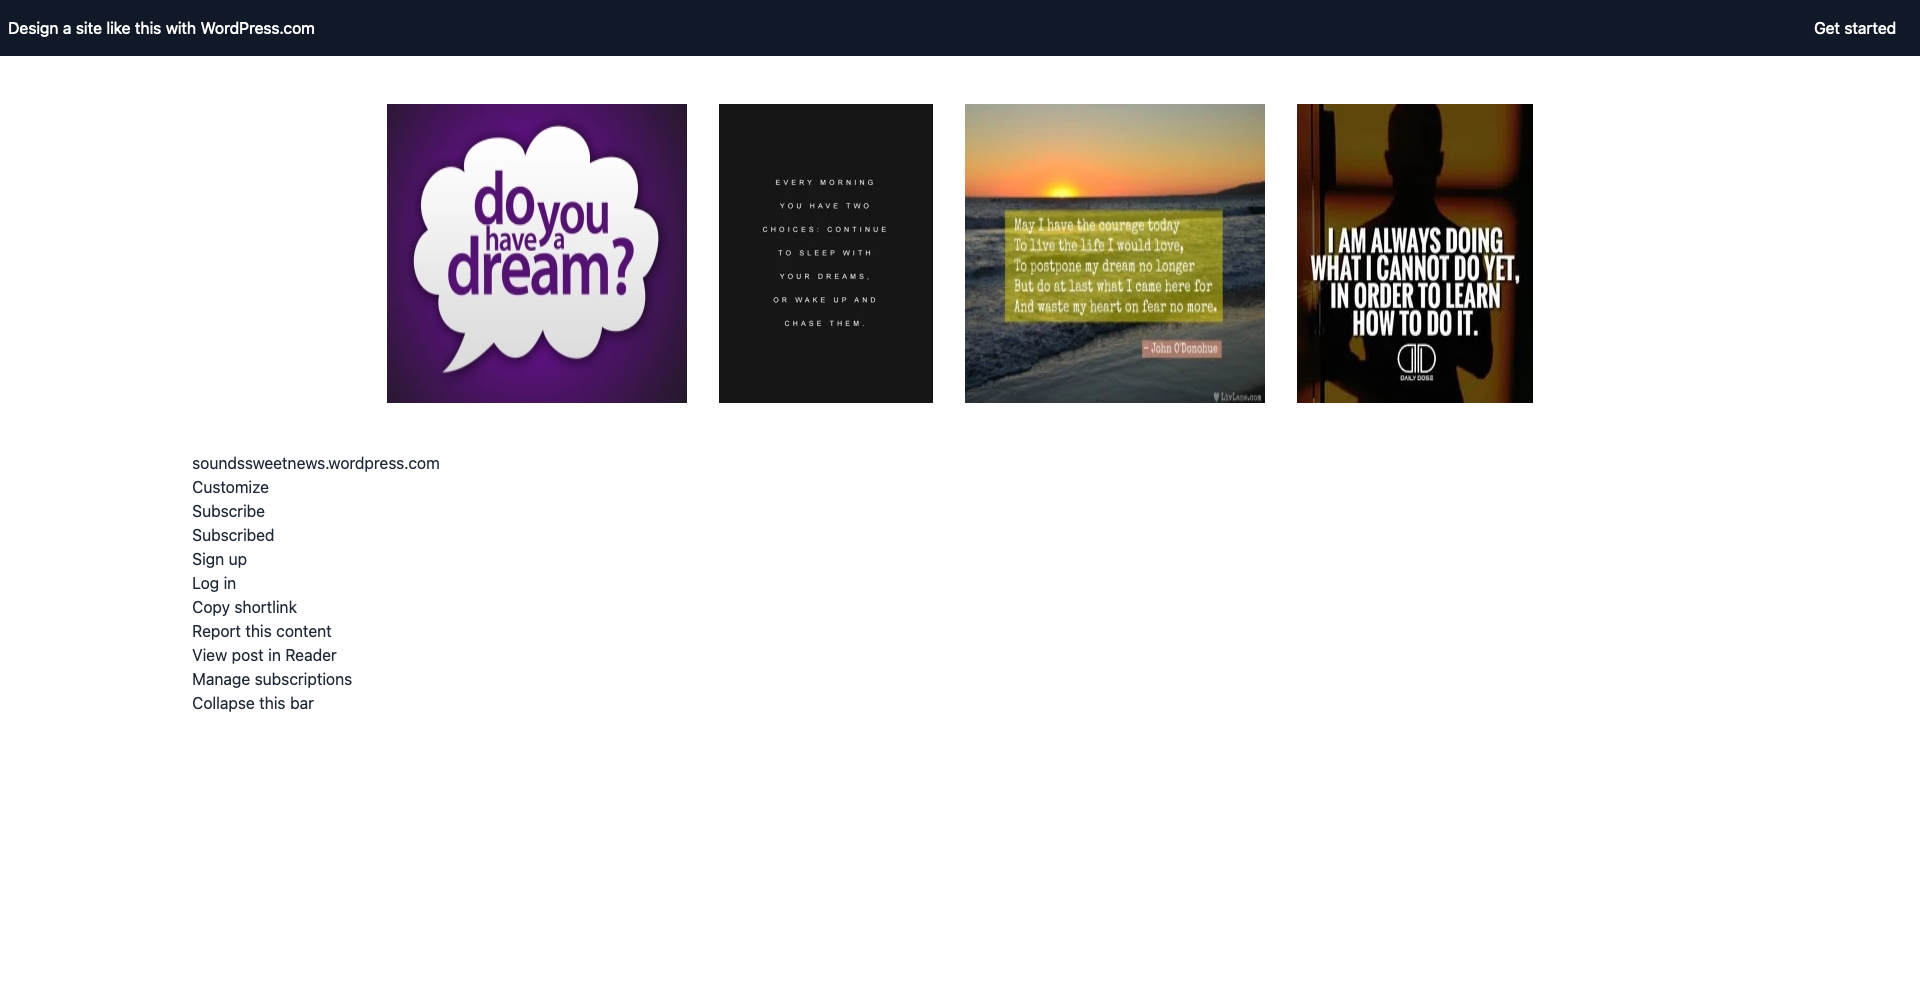 Design a site like this with WordPress.com
Get started
do you
have a
dream?
EVERY MORNING
YOU HAVE TWO
CHOICES: CONTINUE
TO SLEEP WITH
YOUR DREAMS,
OR WAKE UP AND
CHASE THEM.
May I have the courage today
To live the life I would love,
To postpone my dream no longer
But do at last what I came here for
And waste my heart on fear no more.
- John O'Donohue
LivLane.com
I AM ALWAYS DOING
WHAT I CANNOT DO YET,
IN ORDER TO LEARN
HOW TO DO IT.
DAILY DOSE
soundssweetnews.wordpress.com
Customize
Subscribe
Subscribed
Sign up
Log in
Copy shortlink
Report this content
View post in Reader
Manage subscriptions
Collapse this bar